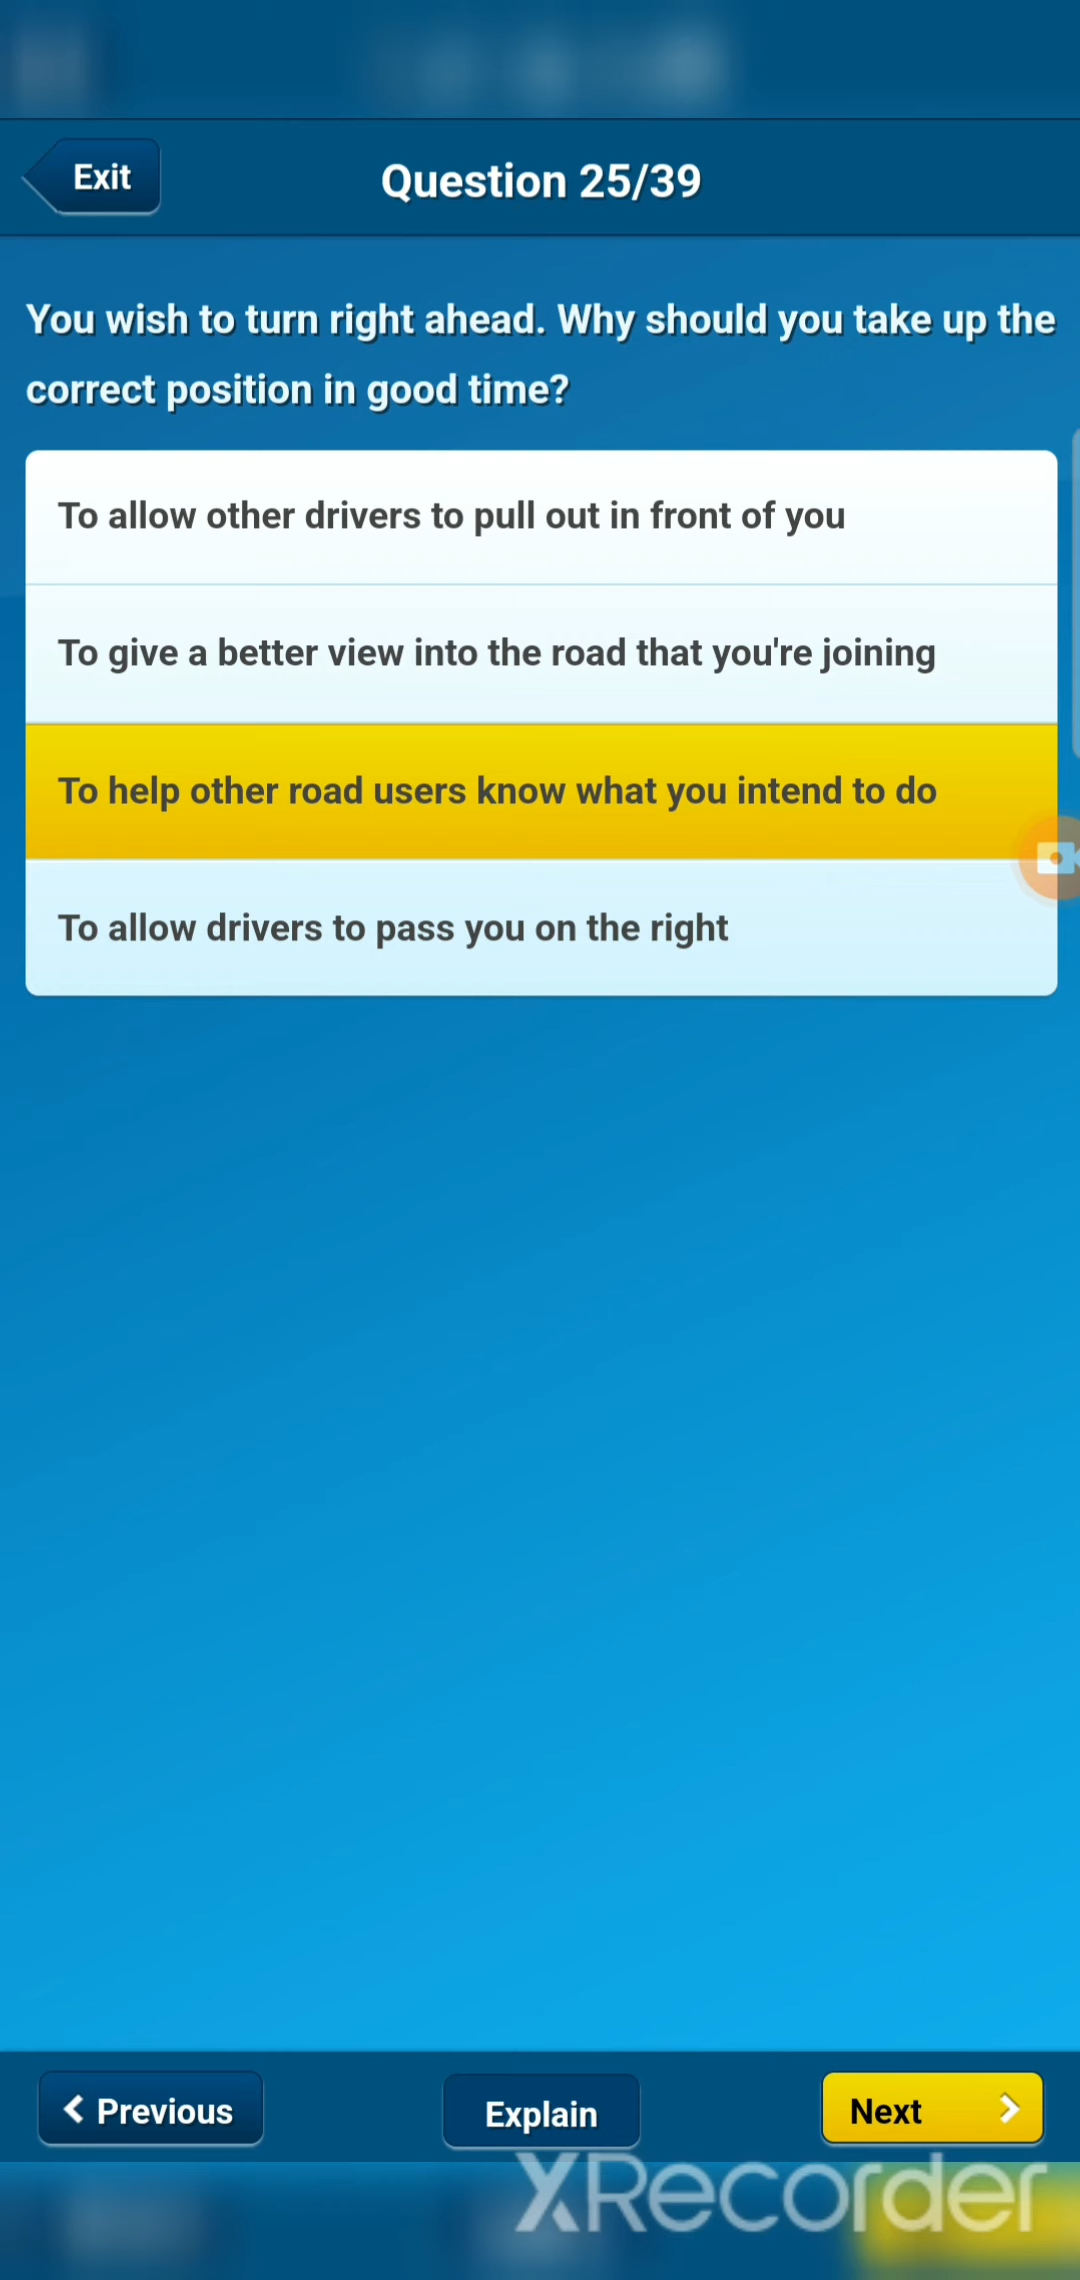 Exit
Question 25/39
You wish to turn right ahead. Why should you take up the
correct position in good time?
To allow other drivers to pull out in front of you
To give a better view into the road that you're joining
To help other road users know what you intend to do
To allow drivers to pass you on the right
Previous
Explain
Next
XRecorder